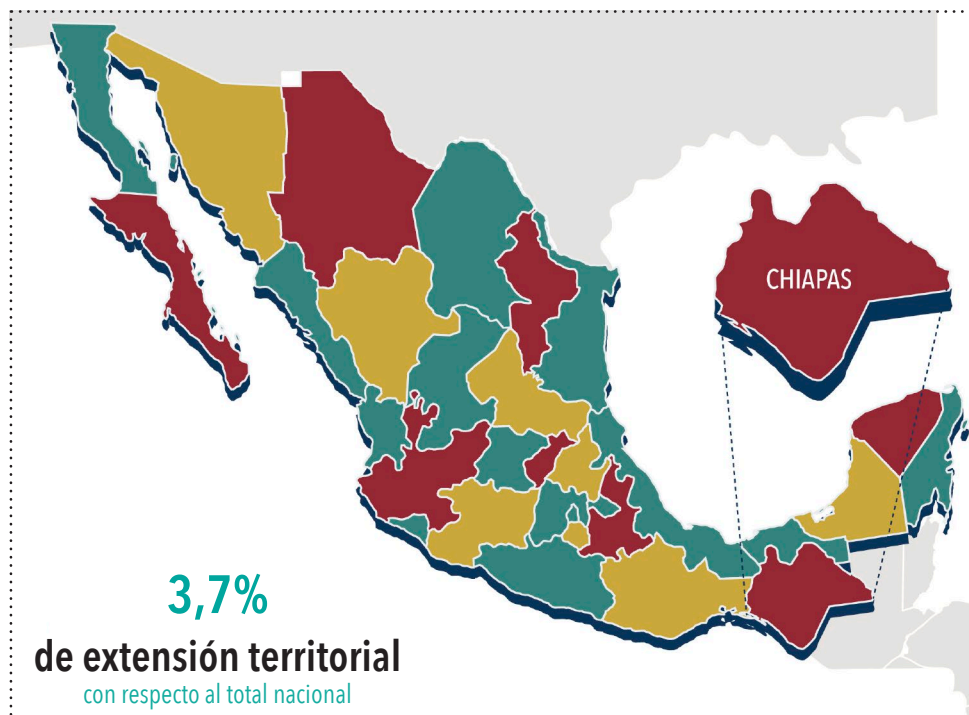 CHIAPAS
3,7%
de extensión territorial
con respecto al total nacional